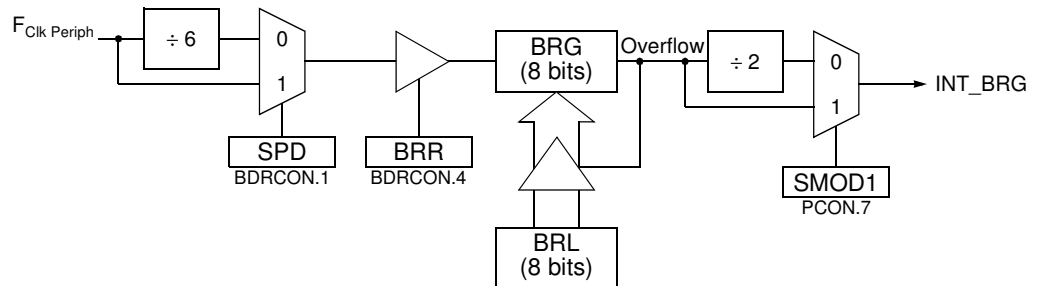 F Clk Periph
÷ 6
0
1
SPD
BDRCON.1
BRR
BDRCON.4
BRG
(8 bits)
Overflow
÷ 2
0
1
INT_BRG
SMOD1
PCON.7
BRL
(8 bits)